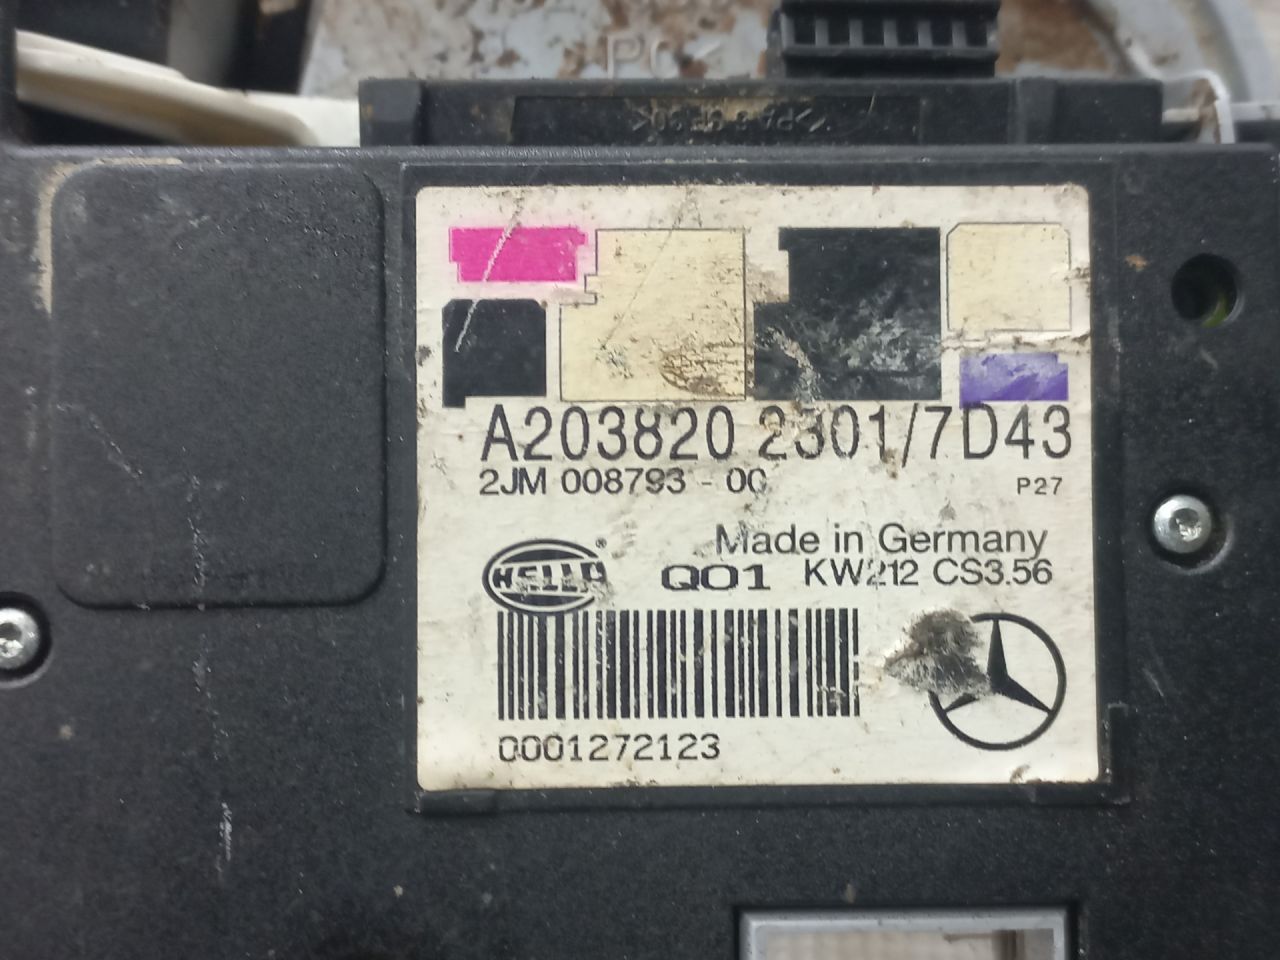 A203820 2301/7D43
2JM 008793-00
P27
Made in Germany
HELLA
®
Q01
KW212 CS3.56
0001272123